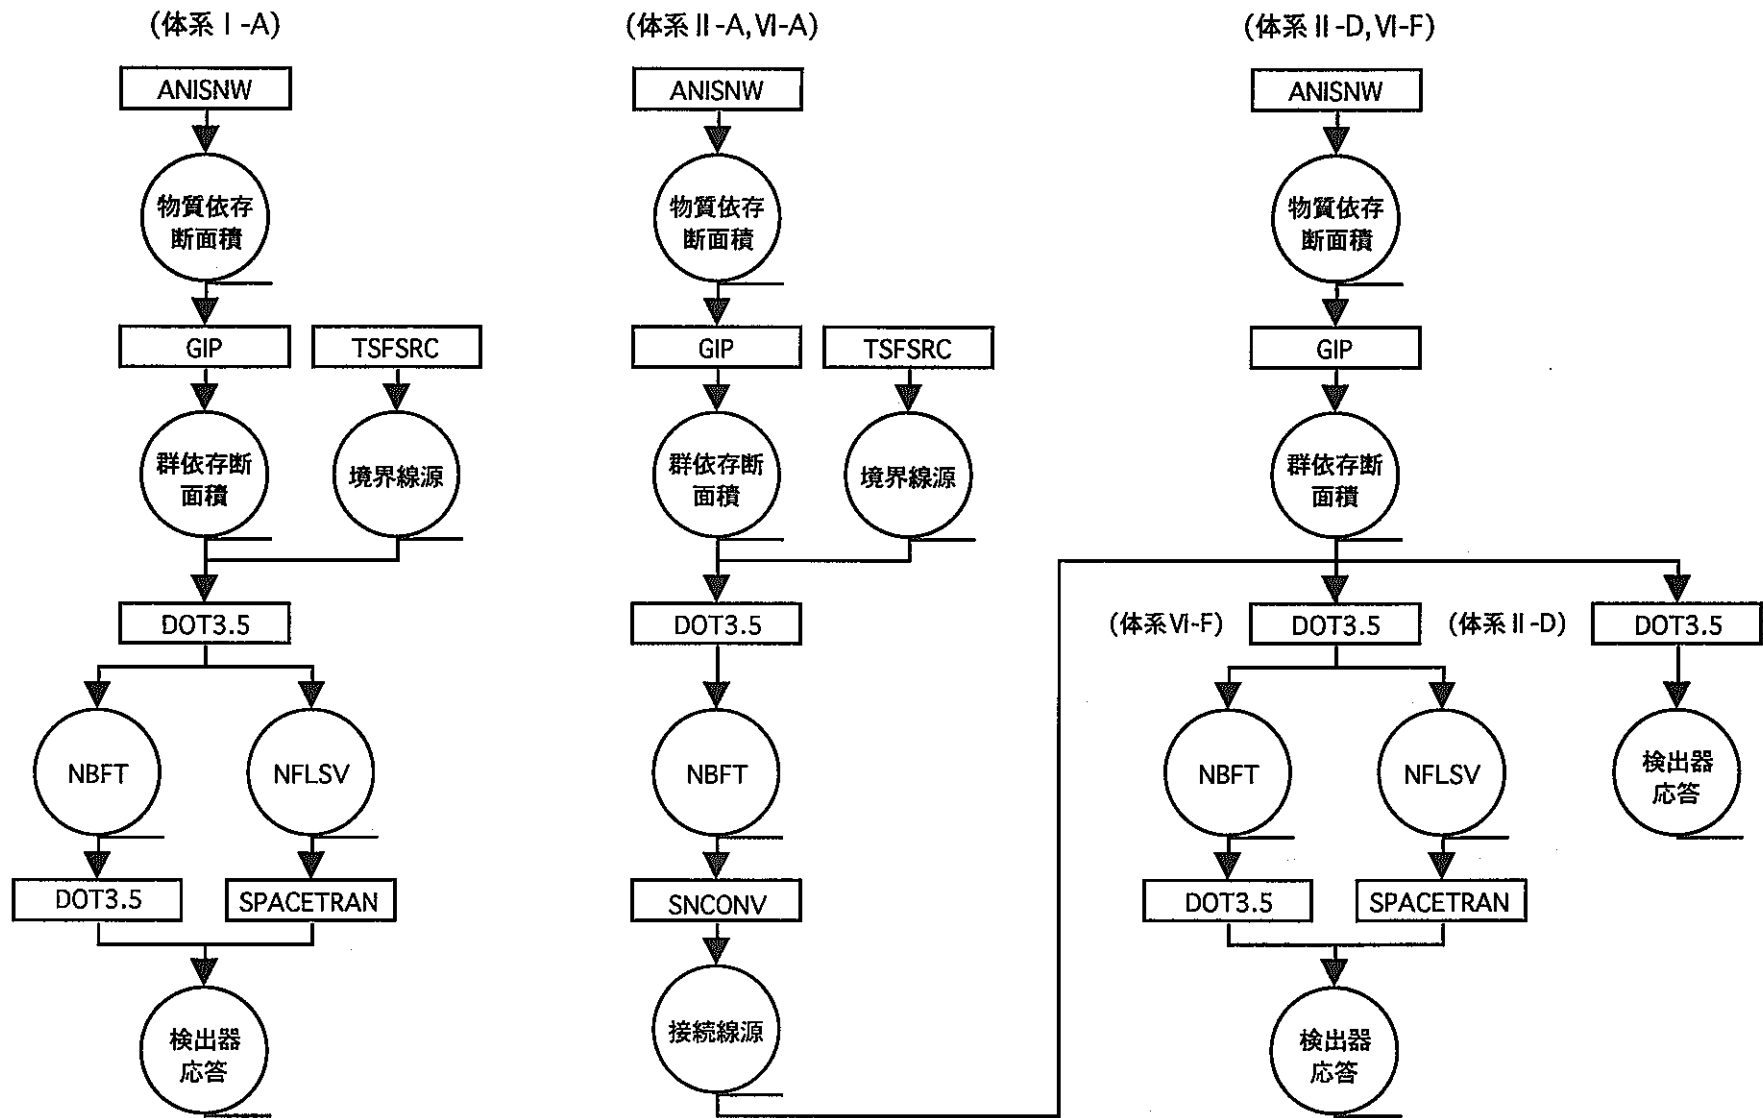 (体系Ⅰ-A)
ANISNW
物質依存
断面積
GIP
TSFSRC
群依存断
面積
境界線源
DOT3.5
NBFT
NFLSV
DOT3.5
SPACETRAN
検出器
応答
(体系Ⅱ-A,Ⅵ-A)
ANISNW
物質依存
断面積
GIP
TSFSRC
群依存断
面積
境界線源
DOT3.5
NBFT
SNCONV
接続線源
(体系Ⅱ-D,Ⅵ-F)
ANISNW
物質依存
断面積
GIP
群依存断
面積
(体系Ⅵ-F)
DOT3.5
(体系Ⅱ-D)
DOT3.5
NBFT
NFLSV
検出器
応答
DOT3.5
SPACETRAN
検出器
応答